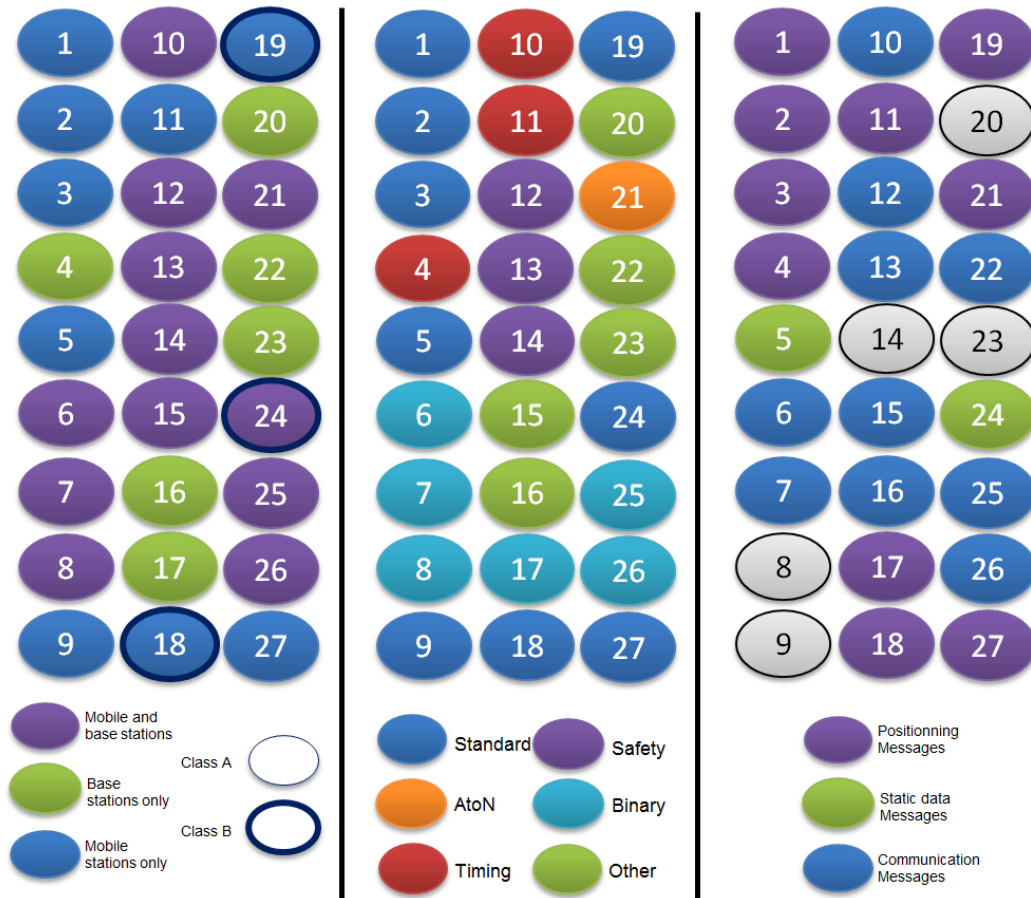 1 10 19
2 11 20
3 12 21
4 13 22
5 14 23
6 15 24
7 16 25
8 17 26
9 18 27
Mobile and
base stations
Base
stations only
Mobile
stations only
Class A
Class B
1 10 19
2 11 20
3 12 21
4 13 22
5 14 23
6 15 24
7 16 25
8 17 26
9 18 27
Standard Safety
AtoN Binary
Timing Other
1 10 19
2 11 20
3 12 21
4 13 22
5 14 23
6 15 24
7 16 25
8 17 26
9 18 27
Positionning
Messages
Static data
Messages
Communication
Messages